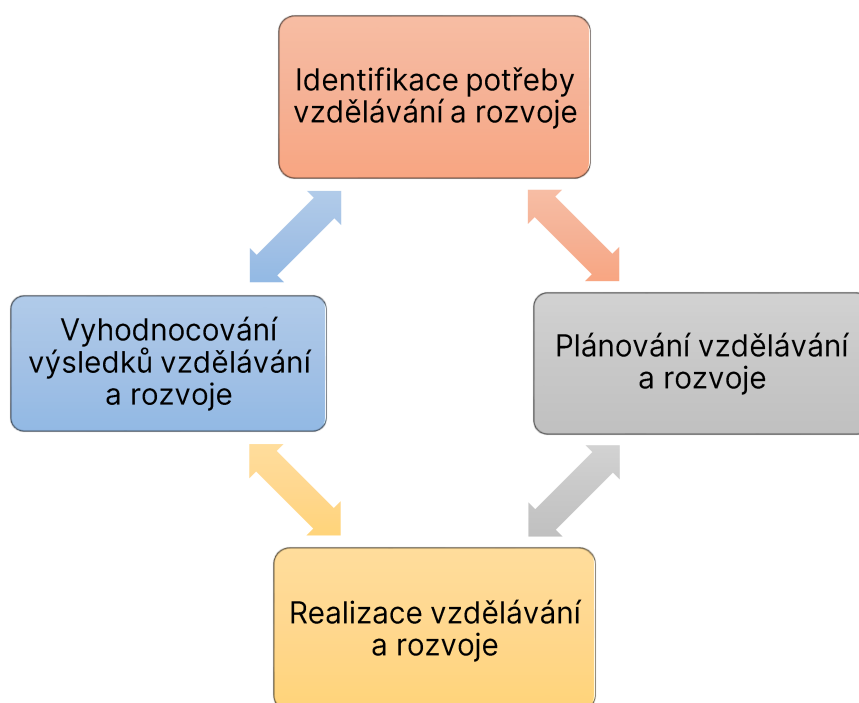 Identifikace potřeby
vzdělávání a rozvoje
Vyhodnocování
výsledků vzdělávání
a rozvoje
Plánování vzdělávání
a rozvoje
Realizace vzdělávání
a rozvoje